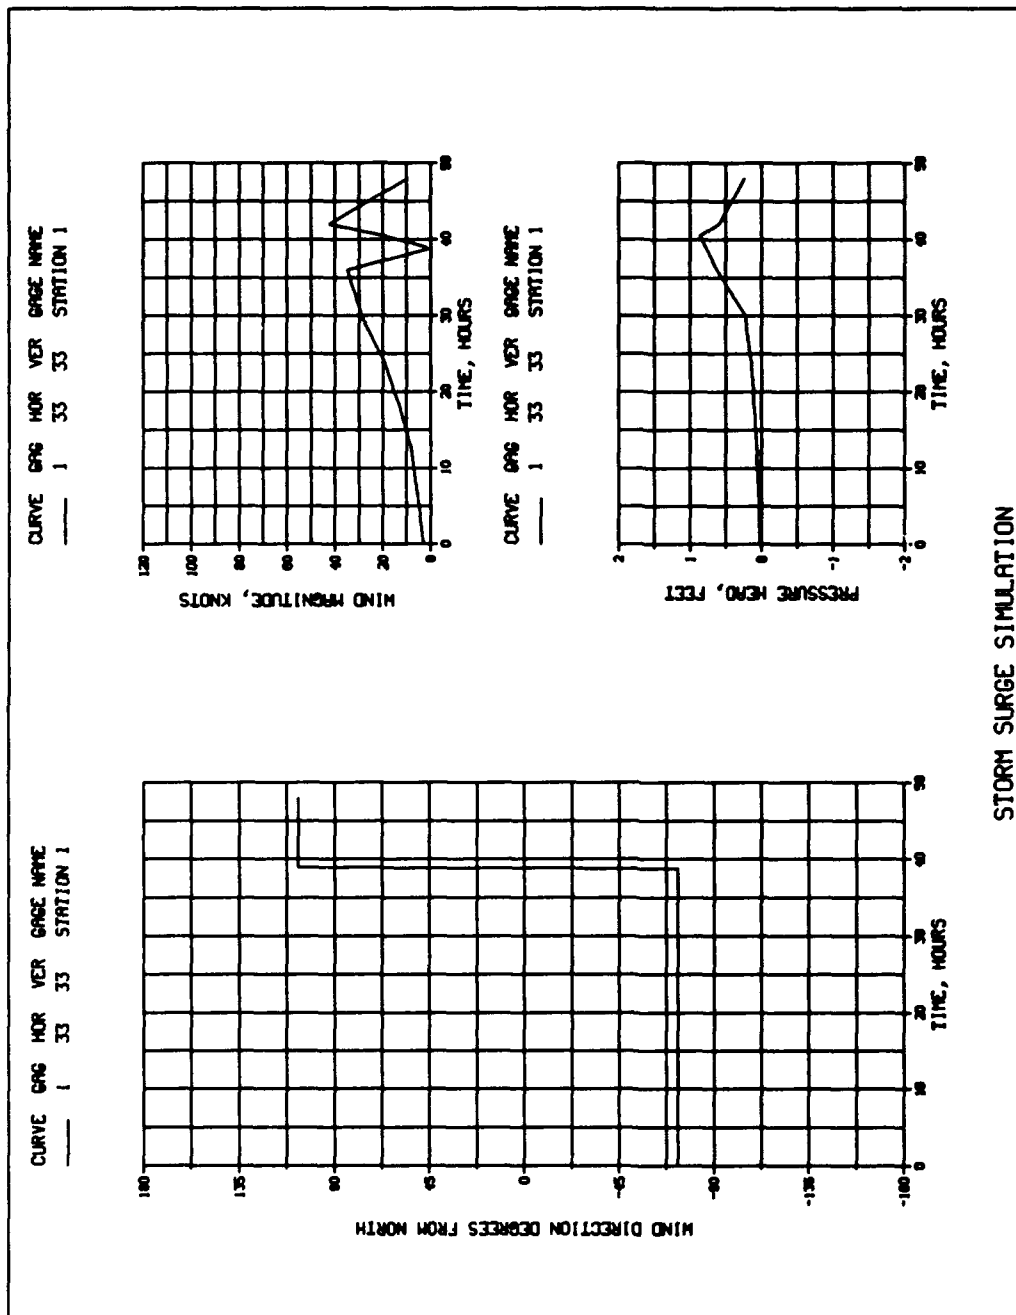 CURVE GAG HOR VER GAGE NAME
1 33 33 STATION 1
WIND DIRECTION DEGREES FROM NORTH
180
135
90
45
0
-45
-90
-135
-180
0 10 20 30 40 50
TIME, HOURS
CURVE GAG HOR VER GAGE NAME
1 33 33 STATION 1
WIND MAGNITUDE, KNOTS
120
100
80
60
40
20
0
0 10 20 30 40 50
TIME, HOURS
CURVE GAG HOR VER GAGE NAME
1 33 33 STATION 1
PRESSURE HEAD, FEET
2
1
0
-1
-2
0 10 20 30 40 50
TIME, HOURS
STORM SURGE SIMULATION